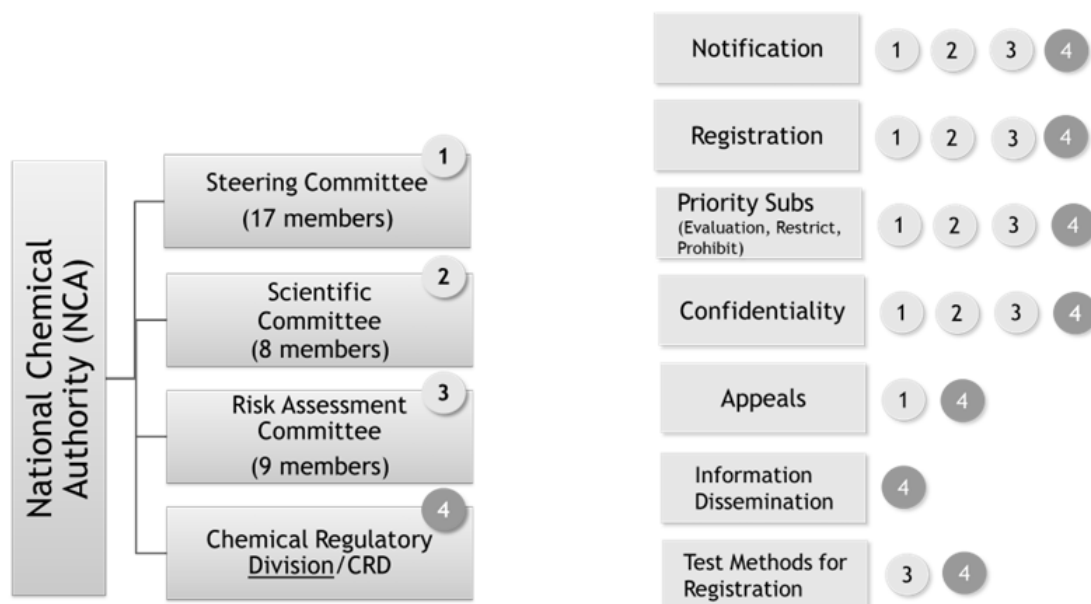 National Chemical
Authority (NCA)
1
Steering Committee
(17 members)
2
Scientific
Committee
(8 members)
3
Risk Assessment
Committee
(9 members)
4
Chemical Regulatory
Division/CRD
Notification 1 2 3 4
Registration 1 2 3 4
Priority Subs
(Evaluation, Restrict,
Prohibit)
1 2 3 4
Confidentiality 1 2 3 4
Appeals 1 4
Information
Dissemination
4
Test Methods for
Registration
3 4